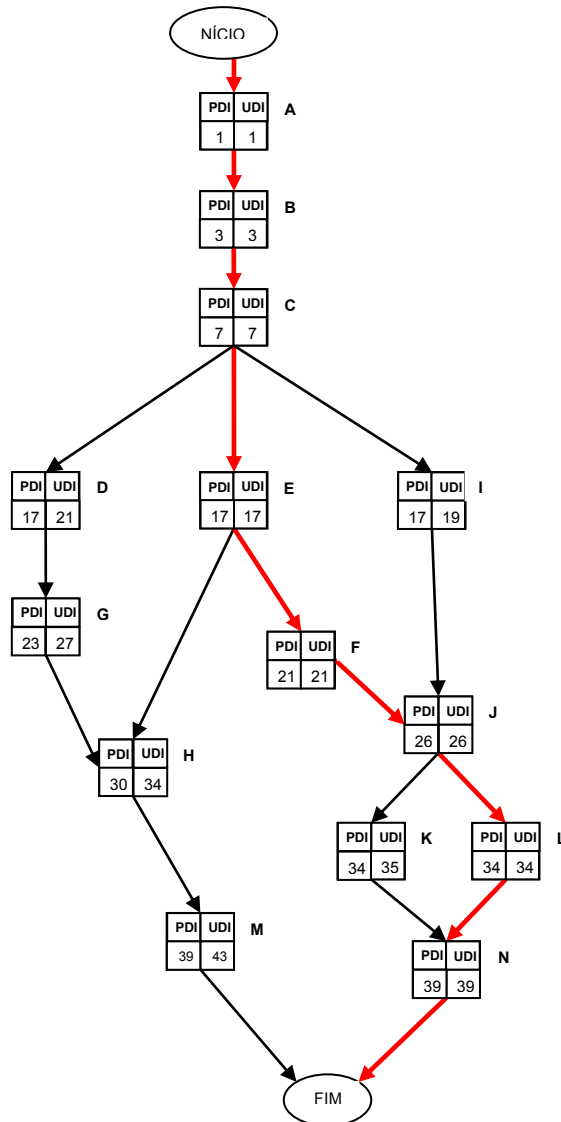 NÍCIO
PDI UDI A
1 1
PDI UDI B
3 3
PDI UDI C
7 7
PDI UDI D
17 21
PDI UDI E
17 17
PDI UDI I
17 19
PDI UDI G
23 27
PDI UDI F
21 21
PDI UDI J
26 26
PDI UDI H
30 34
PDI UDI K
34 35
PDI UDI L
34 34
PDI UDI M
39 43
PDI UDI N
39 39
FIM